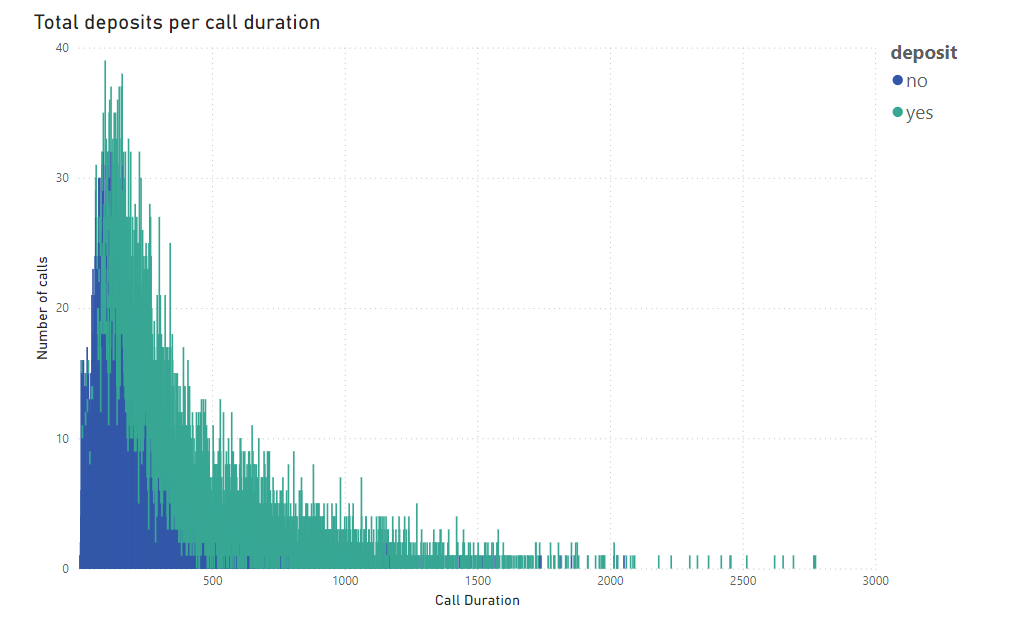 Total deposits per call duration
deposit
no
yes
40
30
20
10
0
Number of calls
500 1000 1500 2000 2500 3000
Call Duration